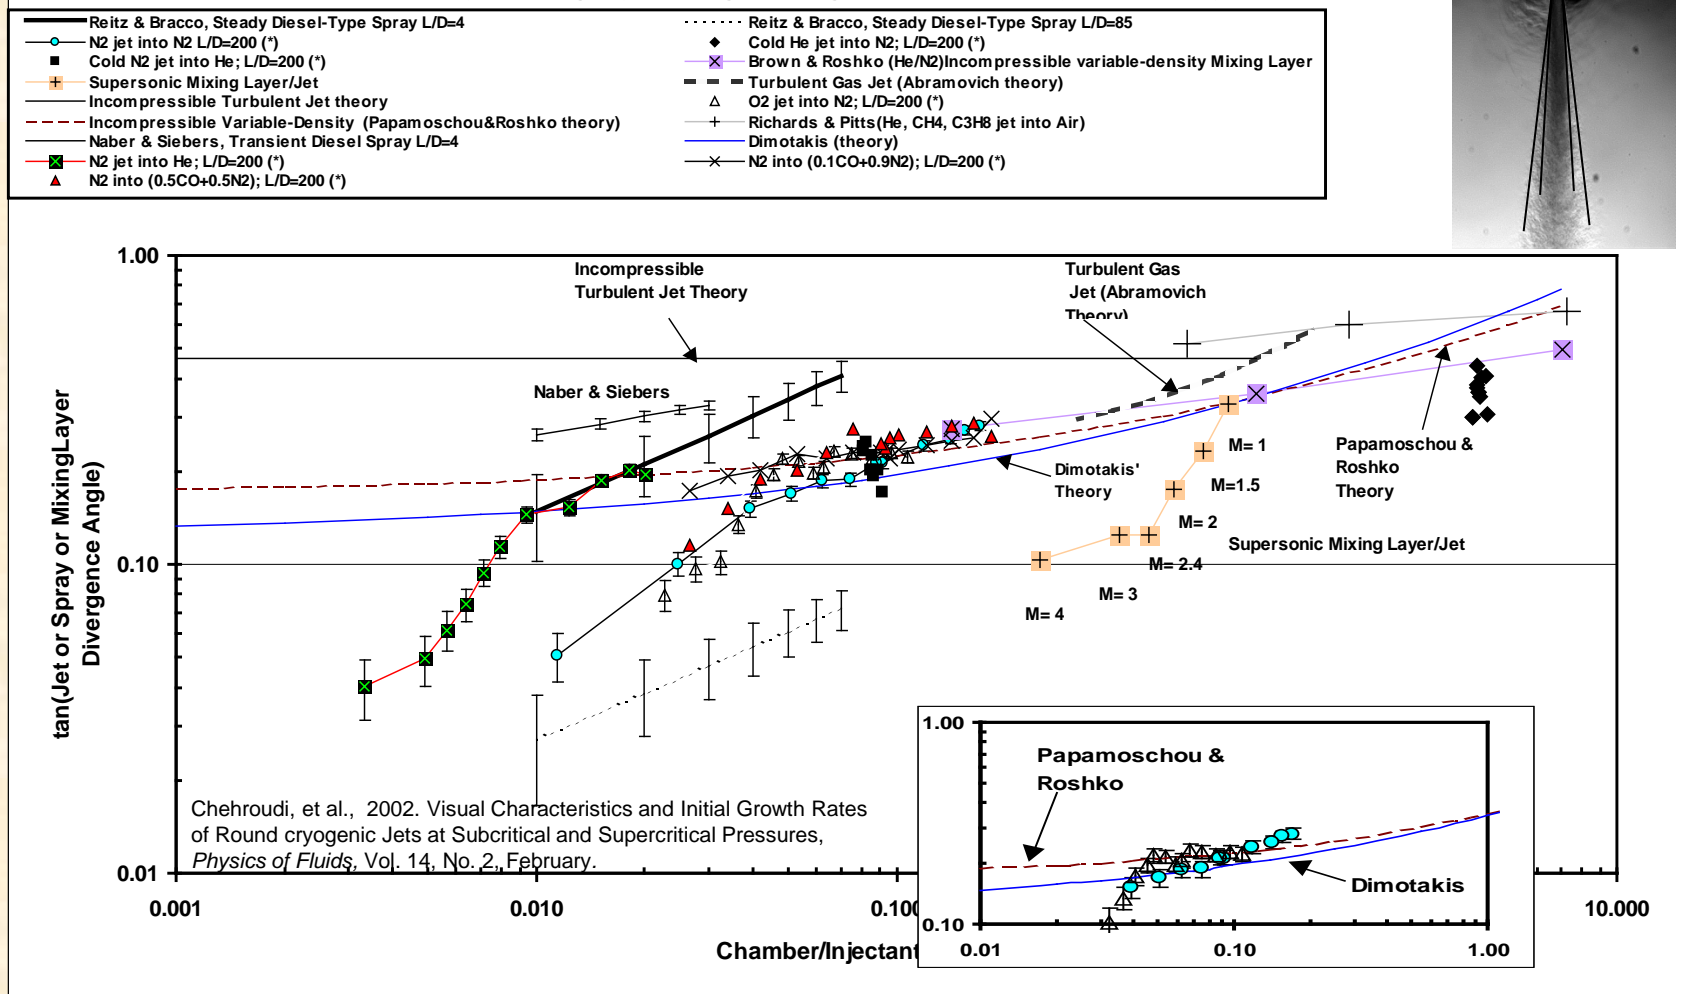 Reitz & Bracco, Steady Diesel-Type Spray L/D=4
Reitz & Bracco, Steady Diesel-Type Spray L/D=85
N2 jet into N2 L/D=200 (*)
Cold He jet into N2; L/D=200 (*)
Cold N2 jet into He; L/D=200 (*)
Brown & Roshko (He/N2)Incompressible variable-density Mixing Layer
Supersonic Mixing Layer/Jet
Turbulent Gas Jet (Abramovich theory)
Incompressible Turbulent Jet theory
O2 jet into N2; L/D=200 (*)
Incompressible Variable-Density (Papamoschou&Roshko theory)
Richards & Pitts(He, CH4, C3H8 jet into Air)
Naber & Siebers, Transient Diesel Spray L/D=4
Dimotakis (theory)
N2 jet into He; L/D=200 (*)
N2 into (0.1CO+0.9N2); L/D=200 (*)
N2 into (0.5CO+0.5N2); L/D=200 (*)
1.00
0.10
0.01
tan(Jet or Spray or MixingLayer
Divergence Angle)
Incompressible
Turbulent Jet Theory
Turbulent Gas
Jet (Abramovich
Theory)
Naber & Siebers
Papamoschou &
Roshko
Theory
Dimotakis'
Theory
M= 1
M=1.5
M= 2
M= 2.4
M= 3
M= 4
Supersonic Mixing Layer/Jet
Chehroudi, et al., 2002. Visual Characteristics and Initial Growth Rates
of Round cryogenic Jets at Subcritical and Supercritical Pressures,
Physics of Fluids, Vol. 14, No. 2, February.
0.001
0.010
0.100
10.000
Chamber/Injectant
1.00
0.10
Papamoschou &
Roshko
Dimotakis
0.01
0.10
1.00